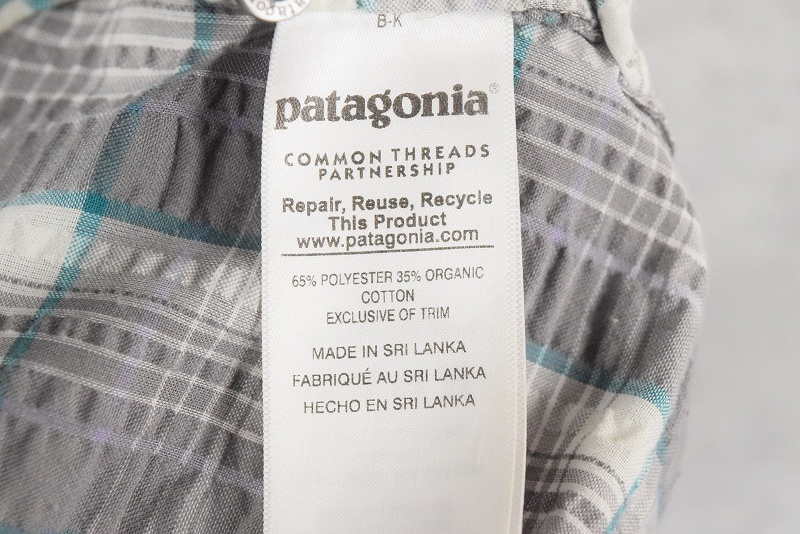 B-K
patagonia®
COMMON THREADS
PARTNERSHIP
Repair, Reuse, Recycle
This Product
www.patagonia.com
65% POLYESTER 35% ORGANIC
COTTON
EXCLUSIVE OF TRIM
MADE IN SRI LANKA
FABRIQUÉ AU SRI LANKA
HECHO EN SRI LANKA